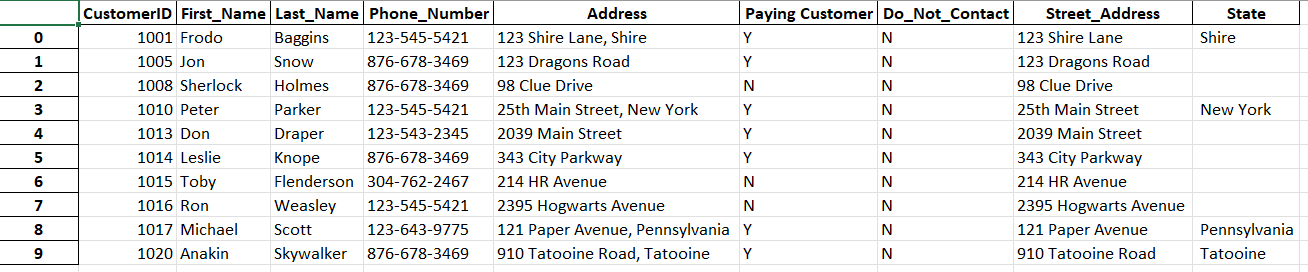 CustomerID First_Name Last_Name Phone_Number Address Paying Customer Do_Not_Contact Street_Address State
0 1001 Frodo Baggins 123-545-5421 123 Shire Lane, Shire Y N 123 Shire Lane Shire
1 1005 Jon Snow 876-678-3469 123 Dragons Road Y N 123 Dragons Road
2 1008 Sherlock Holmes 876-678-3469 98 Clue Drive N N 98 Clue Drive
3 1010 Peter Parker 123-545-5421 25th Main Street, New York Y N 25th Main Street New York
4 1013 Don Draper 123-543-2345 2039 Main Street Y N 2039 Main Street
5 1014 Leslie Knope 876-678-3469 343 City Parkway Y N 343 City Parkway
6 1015 Toby Flenderson 304-762-2467 214 HR Avenue N N 214 HR Avenue
7 1016 Ron Weasley 123-545-5421 2395 Hogwarts Avenue N N 2395 Hogwarts Avenue
8 1017 Michael Scott 123-643-9775 121 Paper Avenue, Pennsylvania Y N 121 Paper Avenue Pennsylvania
9 1020 Anakin Skywalker 876-678-3469 910 Tatooine Road, Tatooine Y N 910 Tatooine Road Tatooine